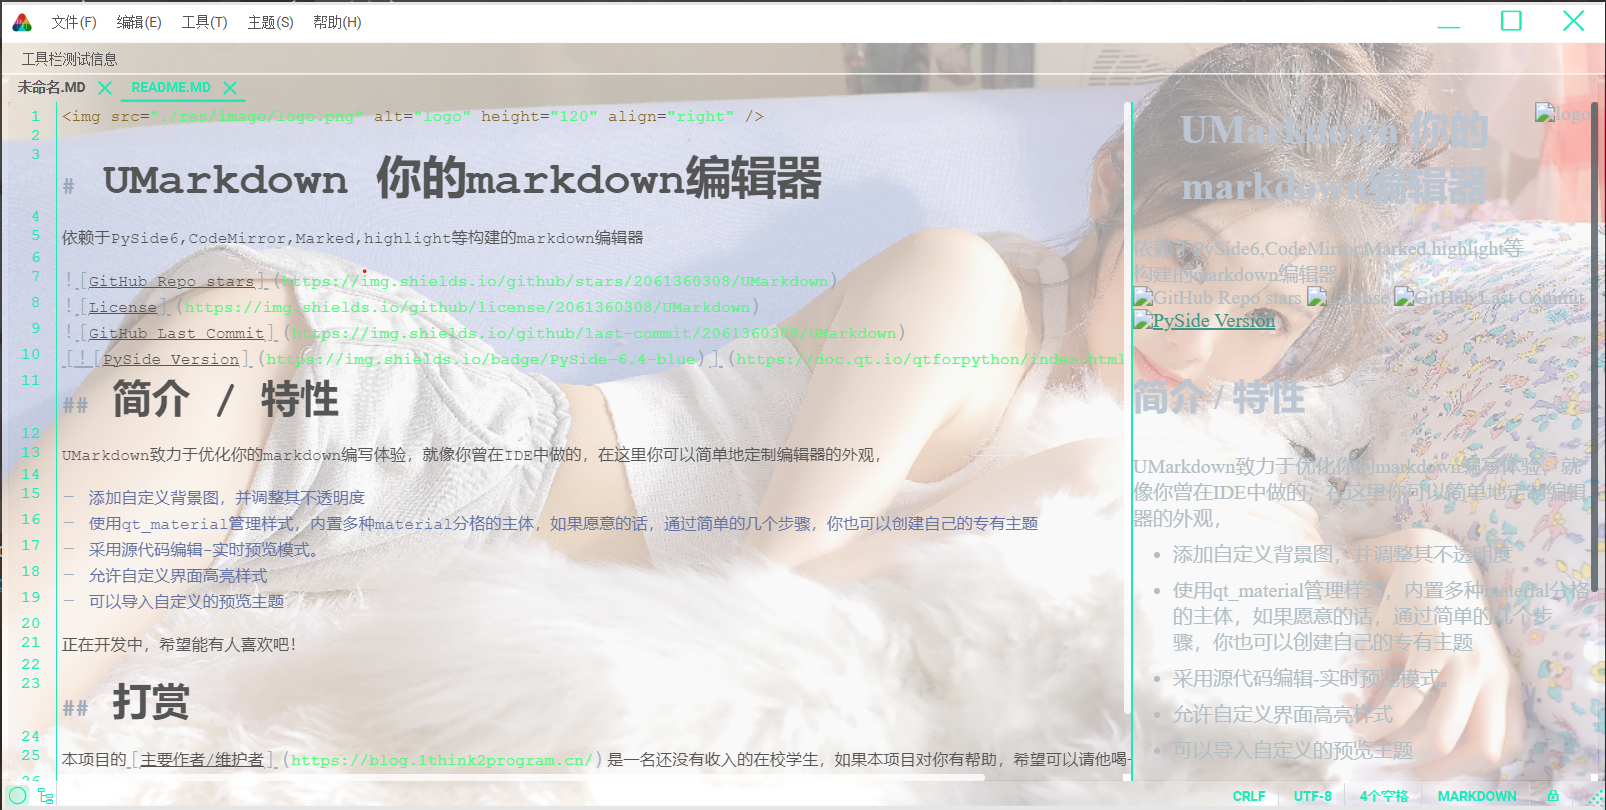 文件(F) 编辑(E) 工具(T) 主题(S) 帮助(H)
工具栏测试信息
未命名.MD README.MD
1 <img src="./res/image/logo.png" alt="logo" height="120" align="right" />
2
3 # UMarkdown 你的markdown编辑器
4
5 依赖于PySide6,CodeMirror,Marked,highlight等构建的markdown编辑器
6
7 ![GitHub Repo stars](https://img.shields.io/github/stars/2061360308/UMarkdown)
8 ![License](https://img.shields.io/github/license/2061360308/UMarkdown)
9 ![GitHub Last Commit](https://img.shields.io/github/last-commit/2061360308/UMarkdown)
10 [![PySide Version](https://img.shields.io/badge/PySide-6.4-blue)](https://doc.qt.io/qtforpython/index.html
11 ## 简介 / 特性
12
13 UMarkdown致力于优化你的markdown编写体验，就像你曾在IDE中做的，在这里你可以简单地定制编辑器的外观，
14
15 - 添加自定义背景图，并调整其不透明度
16 - 使用qt_material管理样式，内置多种material分格的主体，如果愿意的话，通过简单的几个步骤，你也可以创建自己的专有主题
17 - 采用源代码编辑-实时预览模式。
18 - 允许自定义界面高亮样式
19 - 可以导入自定义的预览主题
20
21 正在开发中，希望能有人喜欢吧！
22
23 ## 打赏
24
25 本项目的[主要作者/维护者](https://blog.1think2program.cn/)是一名还没有收入的在校学生，如果本项目对你有帮助，希望可以请他喝
logo
UMarkdown 你的
markdown编辑器
依赖于PySide6,CodeMirror,Marked,highlight等
构建的markdown编辑器
GitHub Repo stars License GitHub Last Commit
PySide Version
简介 / 特性
UMarkdown致力于优化你的markdown编写体验，就
像你曾在IDE中做的，在这里你可以简单地定制编辑
器的外观，
• 添加自定义背景图，并调整其不透明度
• 使用qt_material管理样式，内置多种material分格
的主体，如果愿意的话，通过简单的几个步
骤，你也可以创建自己的专有主题
• 采用源代码编辑-实时预览模式。
• 允许自定义界面高亮样式
• 可以导入自定义的预览主题
CRLF UTF-8 4个空格 MARKDOWN